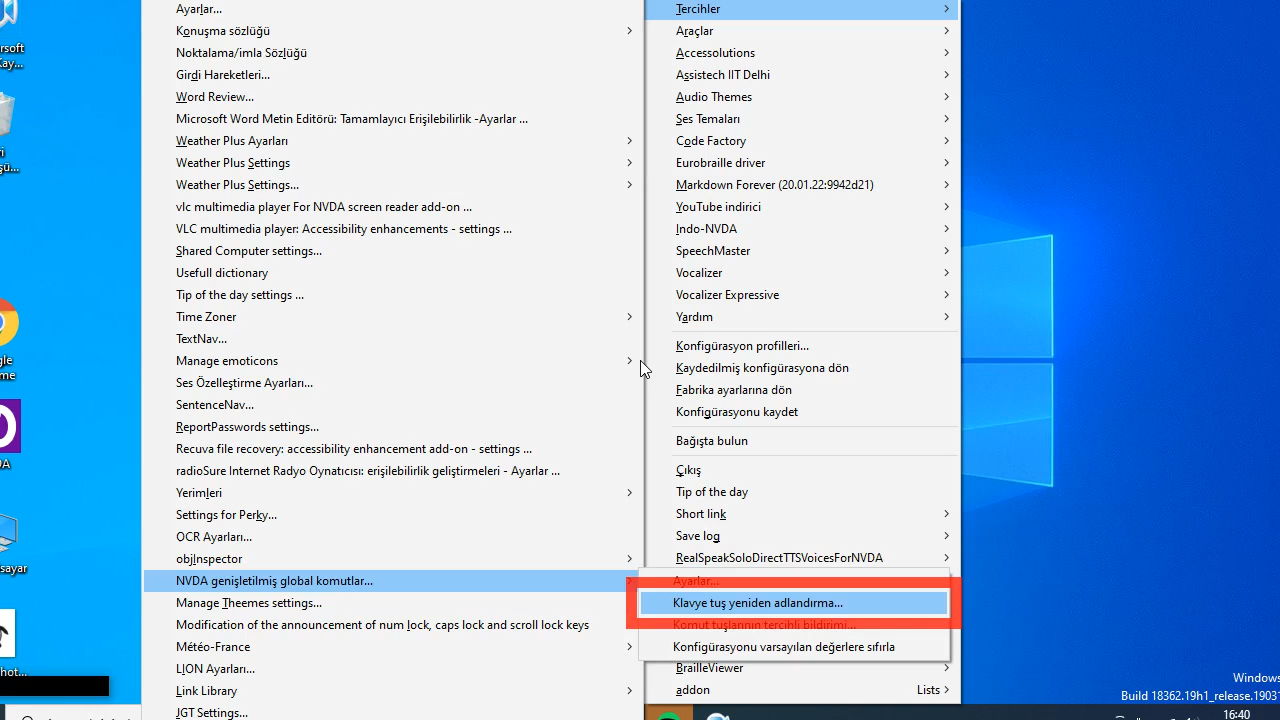 Ayarlar...
Konuşma sözlüğü
Noktalama/imla Sözlüğü
Girdi Hareketleri...
Word Review...
Microsoft Word Metin Editörü: Tamamlayıcı Erişilebilirlik -Ayarlar ...
Weather Plus Ayarları
Weather Plus Settings
Weather Plus Settings...
vlc multimedia player For NVDA screen reader add-on ...
VLC multimedia player: Accessibility enhancements - settings ...
Shared Computer settings...
Usefull dictionary
Tip of the day settings ...
Time Zoner
TextNav...
Manage emoticons
Ses Özelleştirme Ayarları...
SentenceNav...
ReportPasswords settings...
Recuva file recovery: accessibility enhancement add-on - settings ...
radioSure Internet Radyo Oynatıcısı: erişilebilirlik geliştirmeleri - Ayarlar ...
Yerimleri
Settings for Perky...
OCR Ayarları...
objInspector
NVDA genişletilmiş global komutlar...
Manage Theemes settings...
Modification of the announcement of num lock, caps lock and scroll lock keys
Météo-France
LION Ayarları...
Link Library
JGT Settings...
Tercihler
Araçlar
Accessolutions
Assistech IIT Delhi
Audio Themes
Ses Temaları
Code Factory
Eurobraille driver
Markdown Forever (20.01.22:9942d21)
YouTube indirici
Indo-NVDA
SpeechMaster
Vocalizer
Vocalizer Expressive
Yardım
Konfigürasyon profilleri...
Kaydedilmiş konfigürasyona dön
Fabrika ayarlarına dön
Konfigürasyonu kaydet
Bağışta bulun
Çıkış
Tip of the day
Short link
Save log
RealSpeakSoloDirectTTSVoicesForNVDA
Ayarlar...
Klavye tuş yeniden adlandırma...
Komut tuşlarının tercihli bildirimi...
Konfigürasyonu varsayılan değerlere sıfırla
BrailleViewer
addon Lists
Windows
Build 18362.19h1_release.19031
16:40